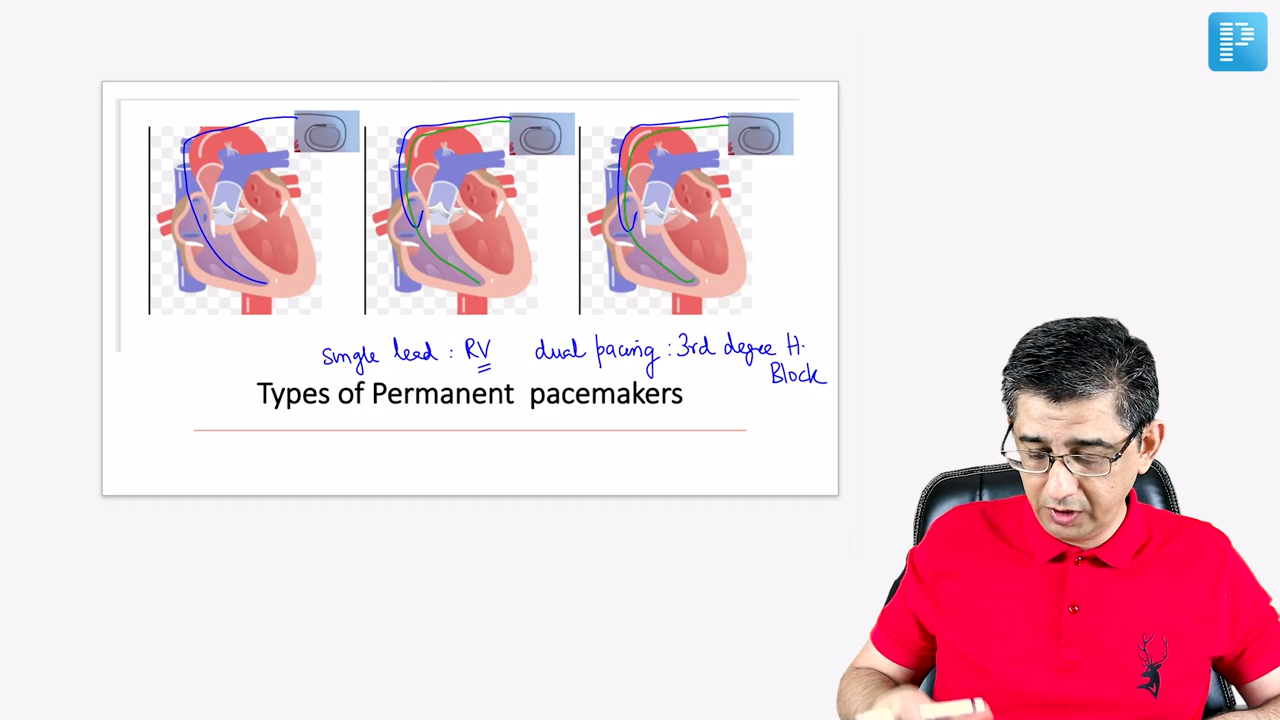 single lead : RV dual pacing : 3rd degree H.
Block
Types of Permanent pacemakers